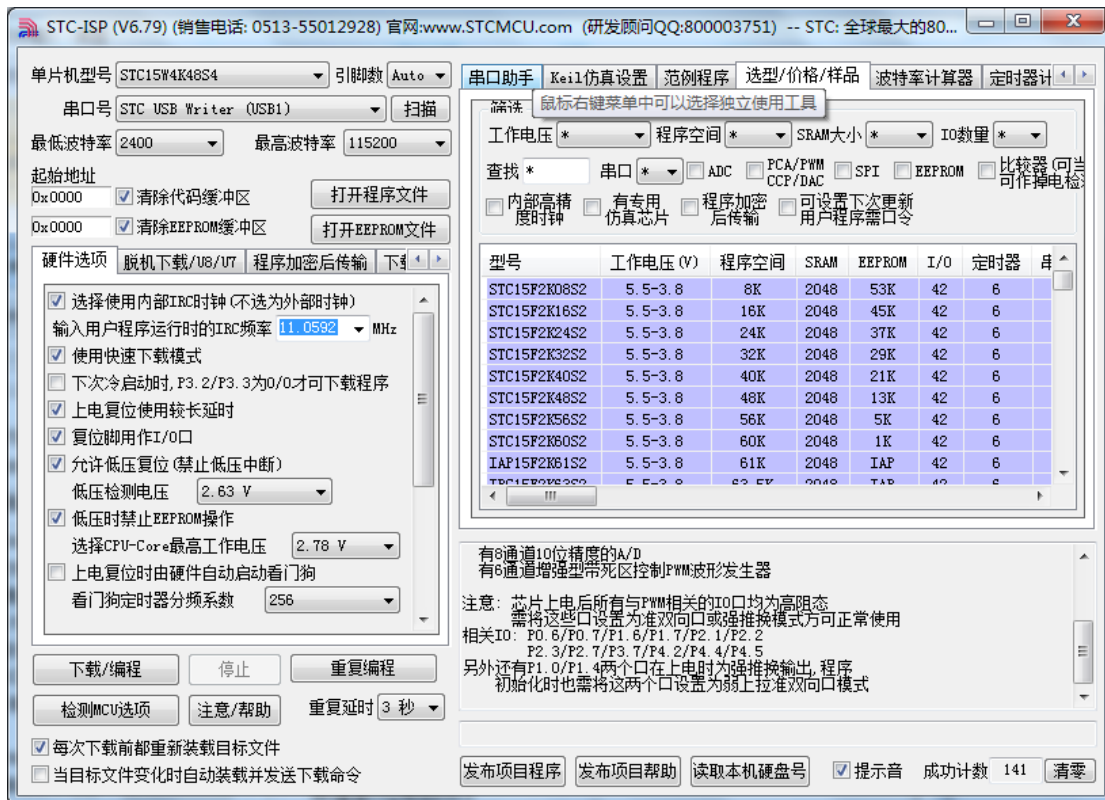 STC-ISP (V6.79) (销售电话: 0513-55012928) 官网:www.STCMCU.com (研发顾问QQ:800003751) -- STC: 全球最大的80...
单片机型号 STC15W4K48S4 引脚数 Auto
串口号 STC USB Writer (USB1) 扫描
最低波特率 2400 最高波特率 115200
起始地址
0x0000 清除代码缓冲区 打开程序文件
0x0000 清除EEPROM缓冲区 打开EEPROM文件
硬件选项 脱机下载/U8/U7 程序加密后传输
选择使用内部IRC时钟(不选为外部时钟)
输入用户程序运行时的IRC频率 11.0592 MHz
使用快速下载模式
下次冷启动时,P3.2/P3.3为0/0才可下载程序
上电复位使用较长延时
复位脚用作I/O口
允许低压复位(禁止低压中断)
低压检测电压 2.63 V
低压时禁止EEPROM操作
选择CPU-Core最高工作电压 2.78 V
上电复位时由硬件自动启动看门狗
看门狗定时器分频系数 256
下载/编程 停止 重复编程
检测MCU选项 注意/帮助 重复延时 3 秒
每次下载前都重新装载目标文件
当目标文件变化时自动装载并发送下载命令
串口助手 Keil仿真设置 范例程序 选型/价格/样品 波特率计算器 定时器计
筛选 鼠标右键菜单中可以选择独立使用工具
工作电压 * 程序空间 * SRAM大小 * IO数量 *
查找 * 串口 * ADC PCA/PWM CCP/DAC SPI EEPROM 比较器(可当 可作掉电检
内部高精度时钟 有专用仿真芯片 程序加密后传输 可设置下次更新用户程序需口令
型号 工作电压(V) 程序空间 SRAM EEPROM I/O 定时器
STC15F2K08S2 5.5-3.8 8K 2048 53K 42 6
STC15F2K16S2 5.5-3.8 16K 2048 45K 42 6
STC15F2K24S2 5.5-3.8 24K 2048 37K 42 6
STC15F2K32S2 5.5-3.8 32K 2048 29K 42 6
STC15F2K40S2 5.5-3.8 40K 2048 21K 42 6
STC15F2K48S2 5.5-3.8 48K 2048 13K 42 6
STC15F2K56S2 5.5-3.8 56K 2048 5K 42 6
STC15F2K60S2 5.5-3.8 60K 2048 1K 42 6
IAP15F2K61S2 5.5-3.8 61K 2048 IAP 42 6
有8通道10位精度的A/D
有6通道增强型带死区控制PWM波形发生器
注意: 芯片上电后所有与PWM相关的IO口均为高阻态
需将这些口设置为准双向口或强推换模式方可正常使用
相关IO: P0.6/P0.7/P1.6/P1.7/P2.1/P2.2
P2.3/P2.7/P3.7/P4.2/P4.4/P4.5
另外还有P1.0/P1.4两个口在上电时为强推换输出,程序
初始化时也需将这两个口设置为弱上拉准双向口模式
发布项目程序 发布项目帮助 读取本机硬盘号 提示音 成功计数 141 清零